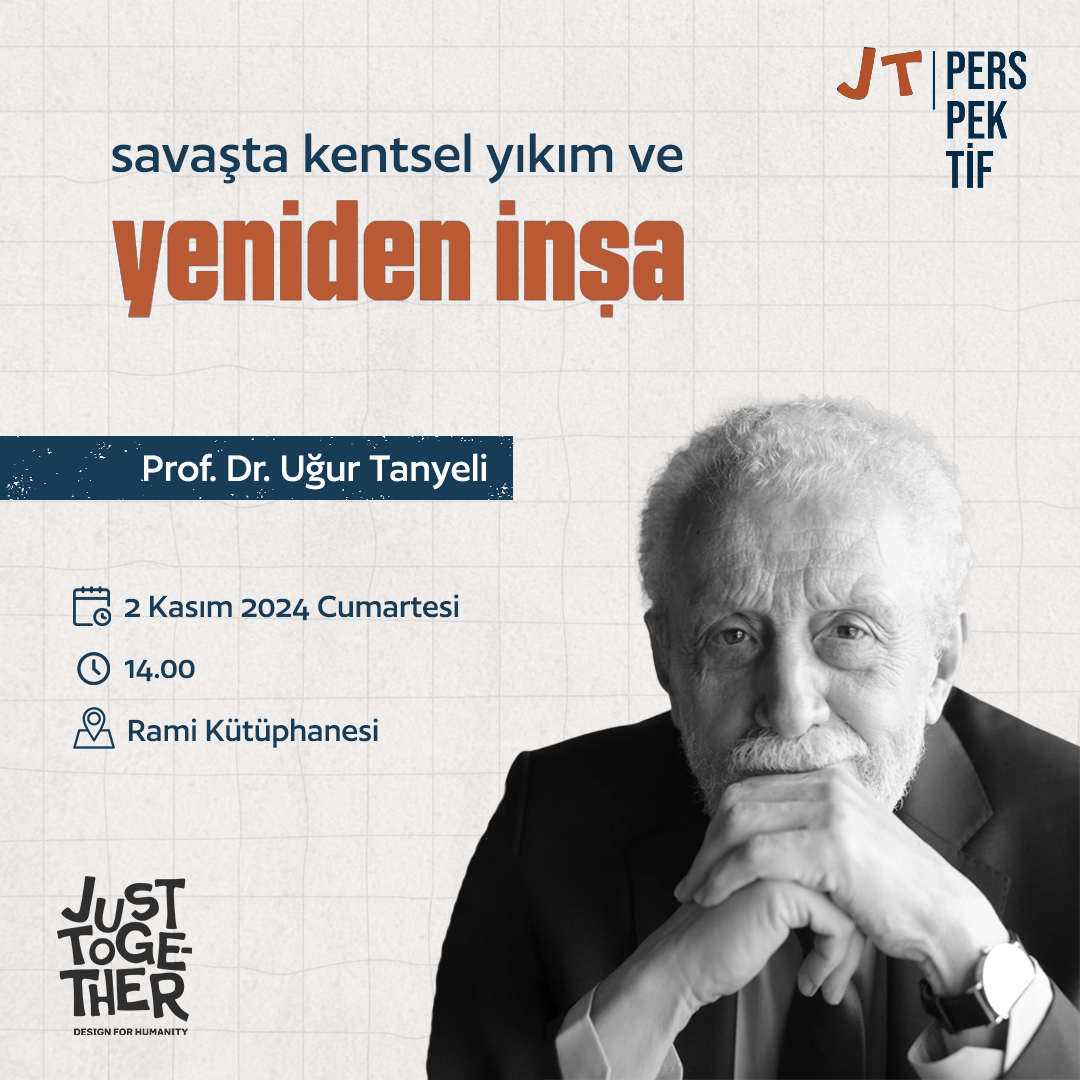 JT PERS
PEK
TİF
savaşta kentsel yıkım ve
yeniden inşa
Prof. Dr. Uğur Tanyeli
2 Kasım 2024 Cumartesi
14.00
Rami Kütüphanesi
JUST
TOGE-
THER
DESIGN FOR HUMANITY